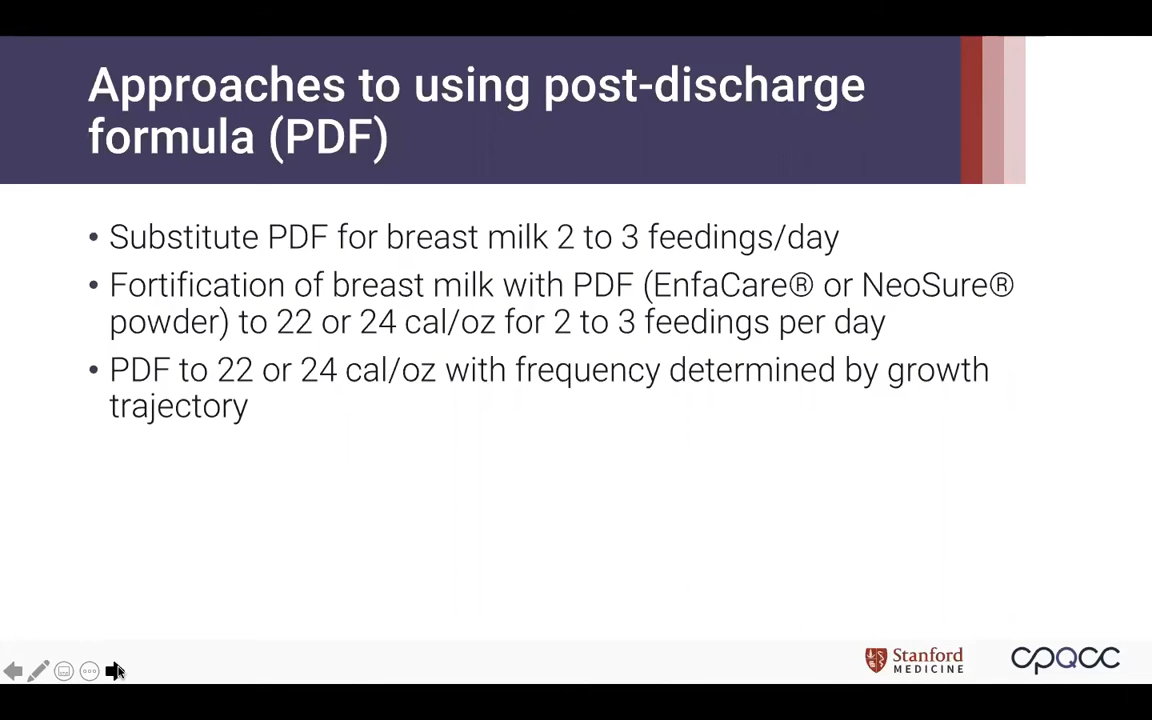 Approaches to using post-discharge
formula (PDF)
• Substitute PDF for breast milk 2 to 3 feedings/day
• Fortification of breast milk with PDF (EnfaCare® or NeoSure®
powder) to 22 or 24 cal/oz for 2 to 3 feedings per day
• PDF to 22 or 24 cal/oz with frequency determined by growth
trajectory
Stanford
MEDICINE
cpqcc